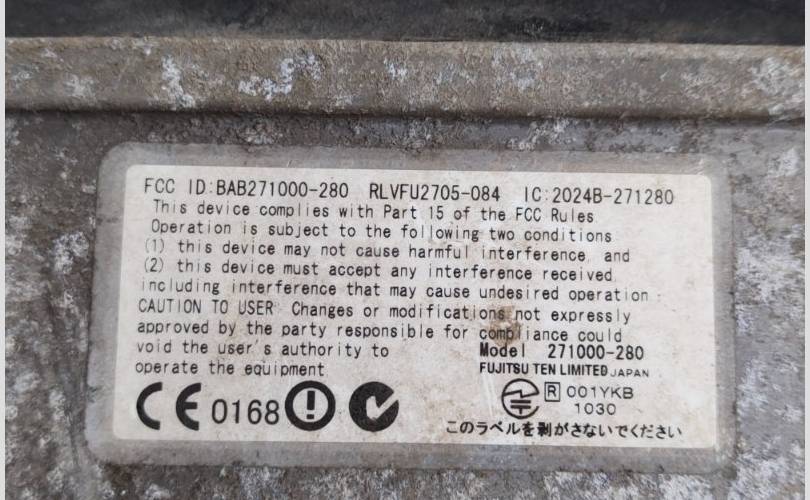 FCC ID:BAB271000-280 RLVFU2705-084 IC:2024B-271280
This device complies with Part 15 of the FCC Rules
Operation is subject to the following two conditions
(1) this device may not cause harmful interference, and
(2) this device must accept any interference received,
including interference that may cause undesired operation.
CAUTION TO USER: Changes or modifications not expressly
approved by the party responsible for compliance could
void the user's authority to
operate the equipment.
Model 271000-280
FUJITSU TEN LIMITED JAPAN
CE 0168
R 001YKB
1030
このラベルを剥がさないでください